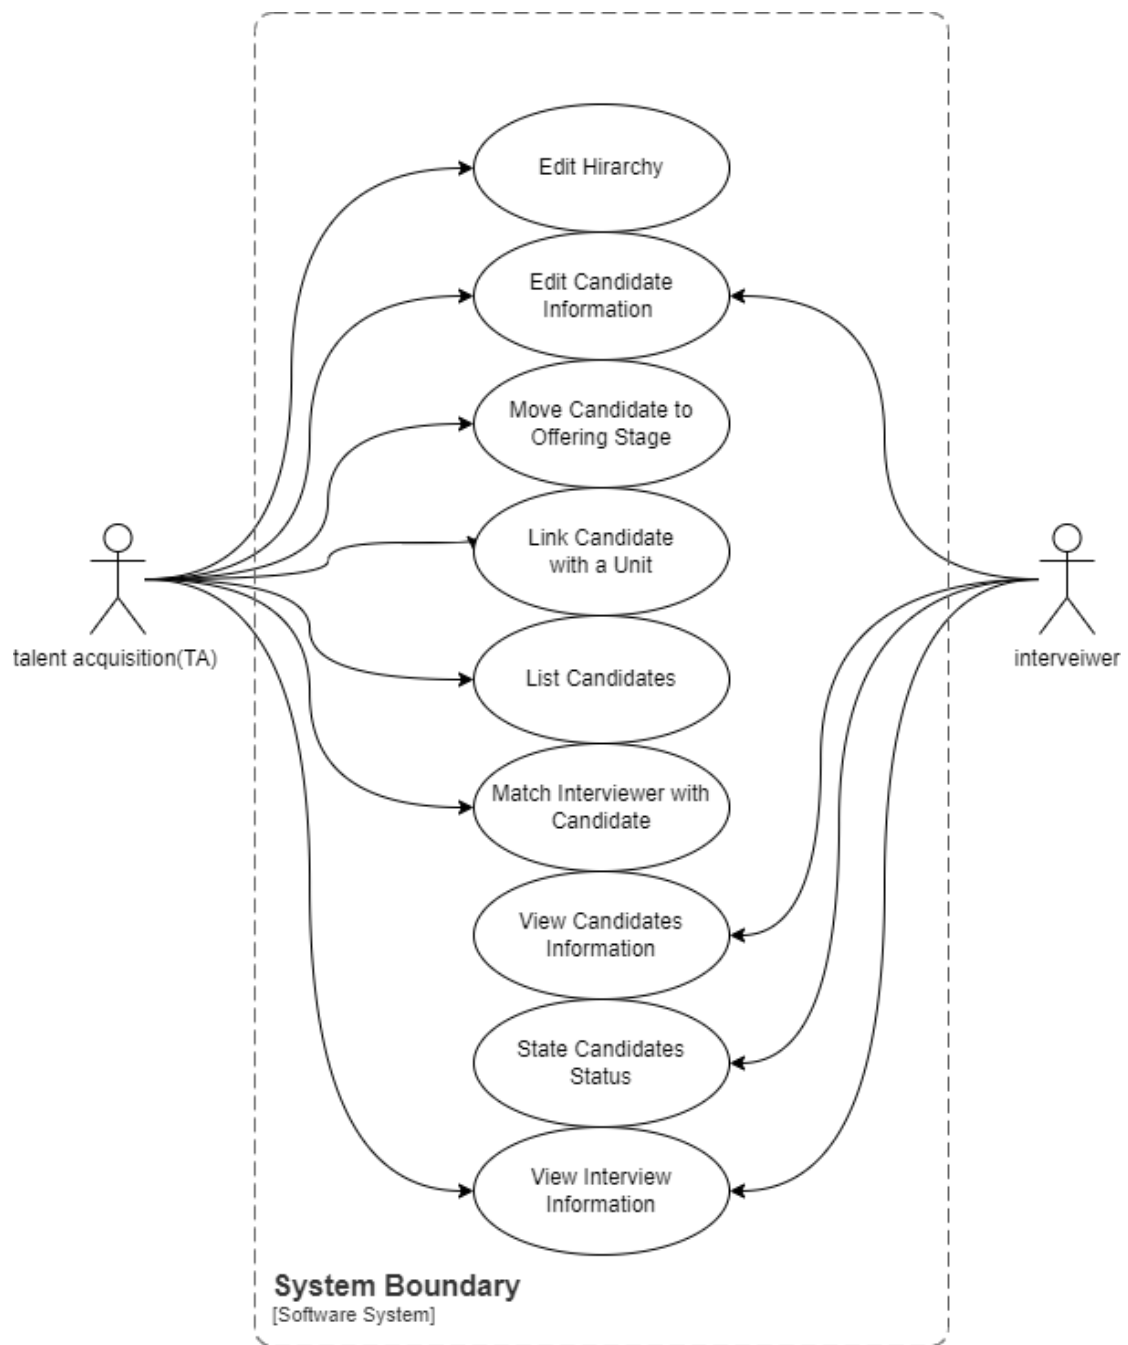 Edit Hirarchy
Edit Candidate
Information
Move Candidate to
Offering Stage
Link Candidate
with a Unit
talent acquisition(TA)
interveiwer
List Candidates
Match Interviewer with
Candidate
View Candidates
Information
State Candidates
Status
View Interview
Information
System Boundary
[Software System]